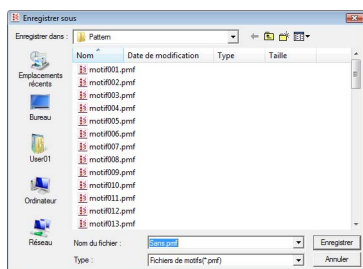 Enregistrer sous
Enregistrer dans :
Pattern
Nom
Date de modification
Type
Taille
Emplacements récents
Bureau
User01
Ordinateur
Réseau
motif001.pmf
motif002.pmf
motif003.pmf
motif004.pmf
motif005.pmf
motif006.pmf
motif007.pmf
motif008.pmf
motif009.pmf
motif010.pmf
motif011.pmf
motif012.pmf
motif013.pmf
Nom du fichier :
Sans.pmf
Enregistrer
Type :
Fichiers de motifs(*.pmf)
Annuler